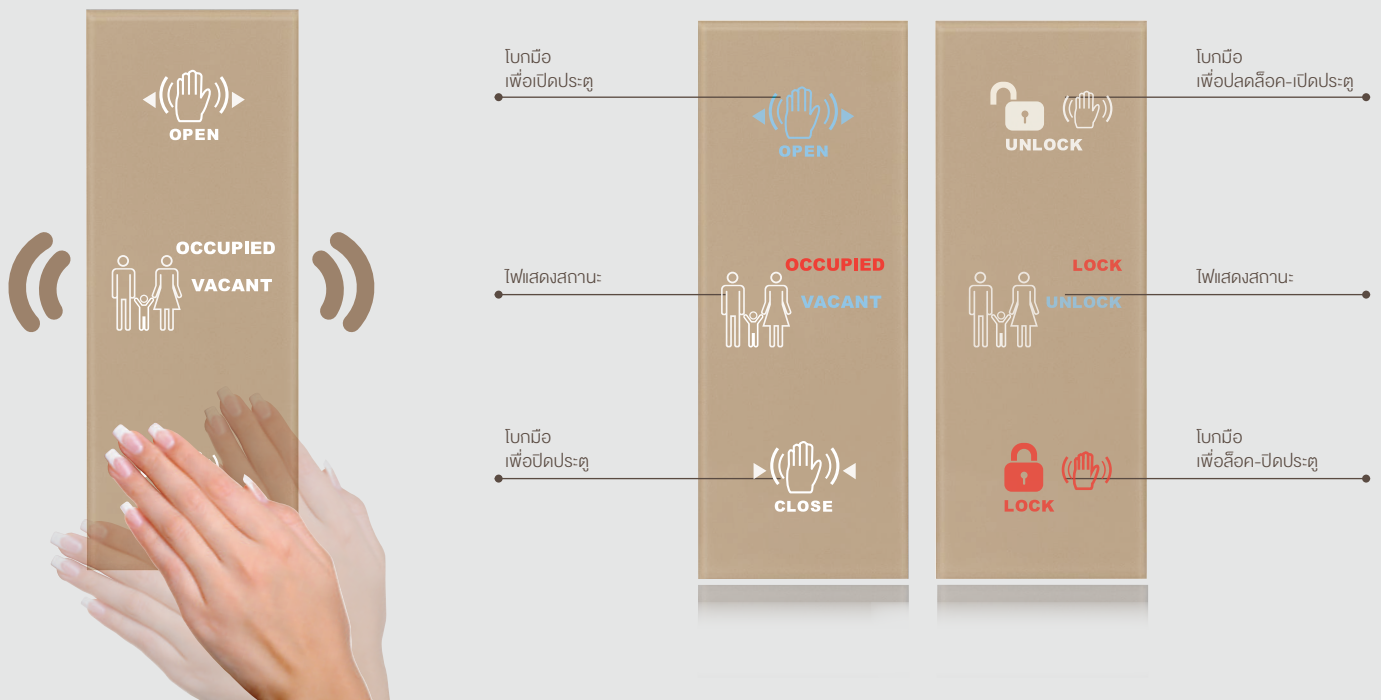 OPEN
OCCUPIED
VACANT
โบกมือ
เพื่อเปิดประตู
OPEN
ไฟแสดงสถานะ
OCCUPIED
VACANT
โบกมือ
เพื่อปิดประตู
CLOSE
โบกมือ
เพื่อปลดล็อค-เปิดประตู
UNLOCK
ไฟแสดงสถานะ
LOCK
UNLOCK
โบกมือ
เพื่อล็อค-ปิดประตู
LOCK